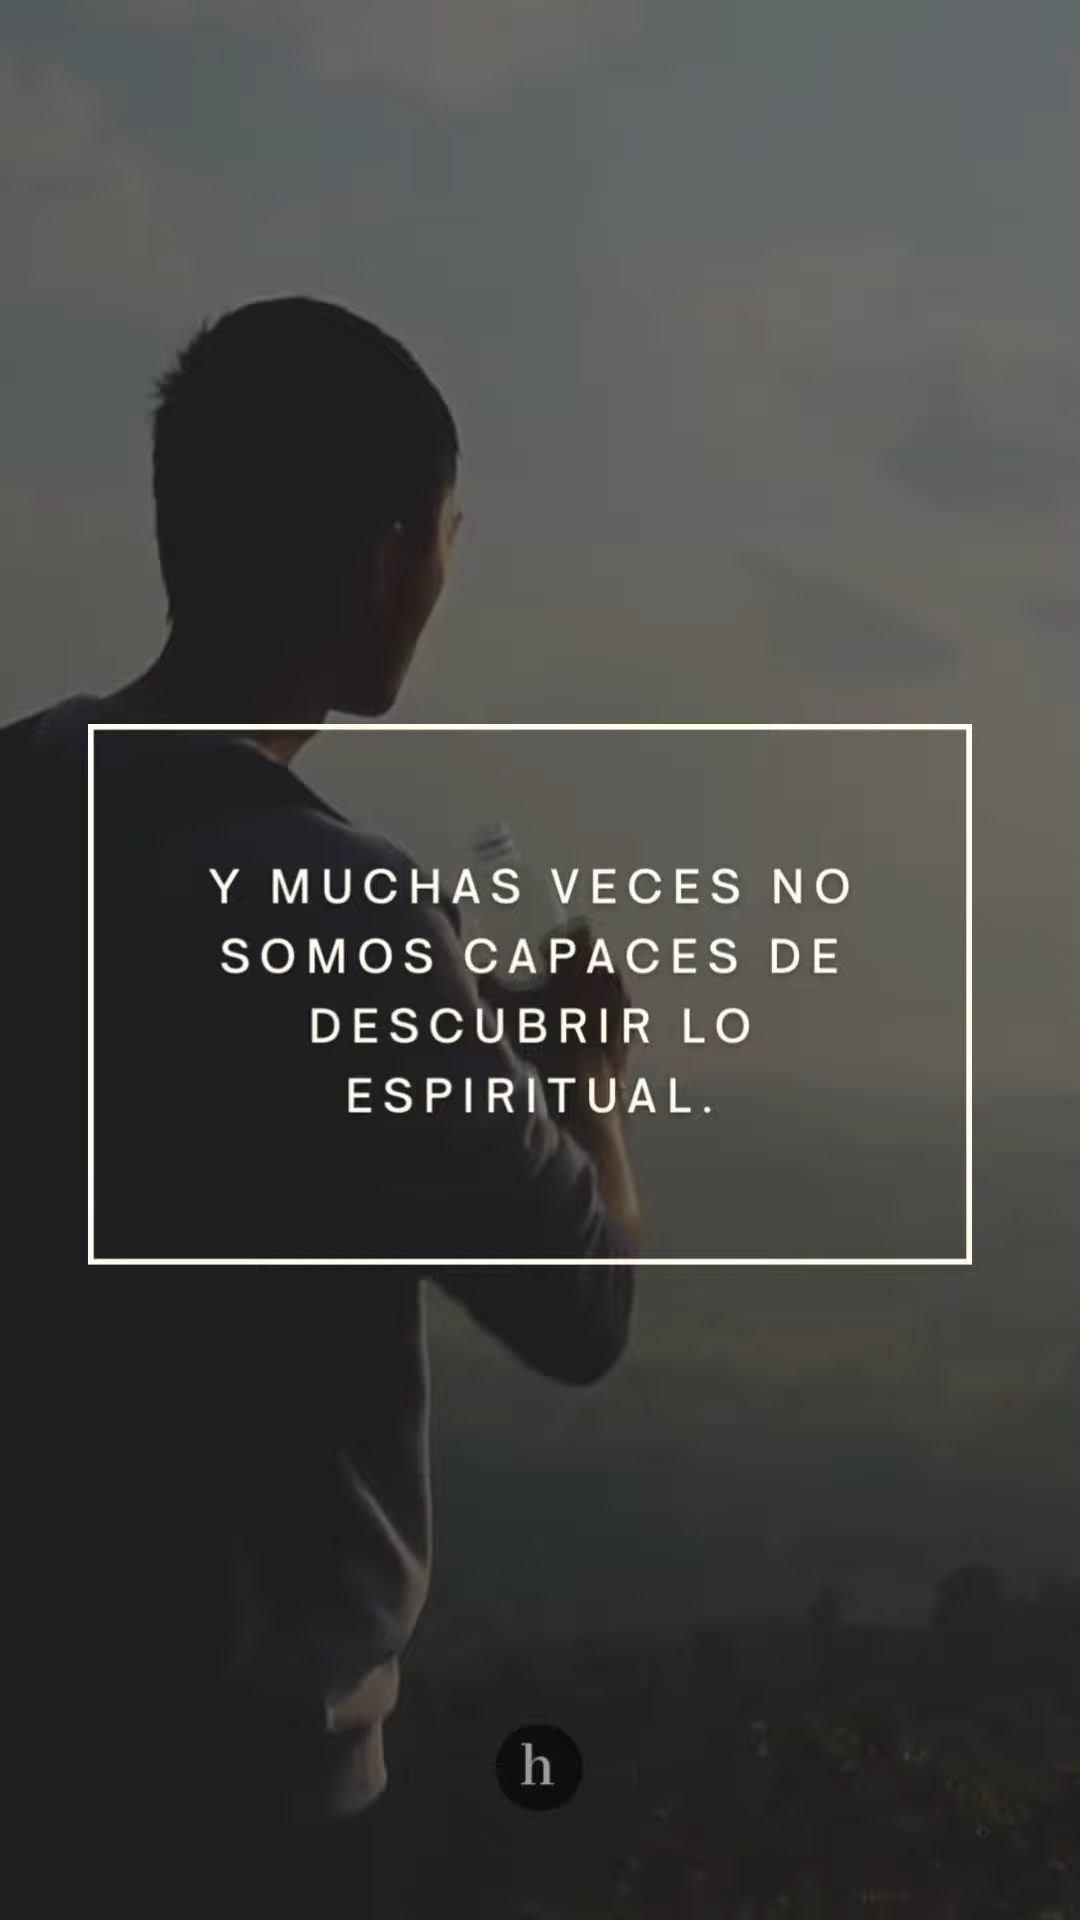 Y MUCHAS VECES NO
SOMOS CAPACES DE
DESCUBRIR LO
ESPIRITUAL.
h